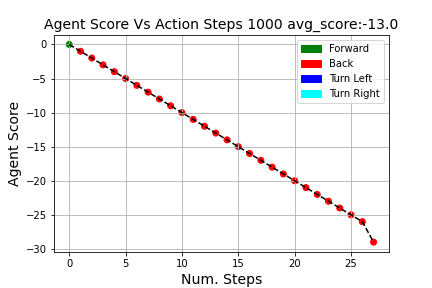 Agent Score Vs Action Steps 1000 avg_score:-13.0
Forward
Back
Turn Left
Turn Right
Agent Score
0
−5
−10
−15
−20
−25
−30
0 5 10 15 20 25
Num. Steps